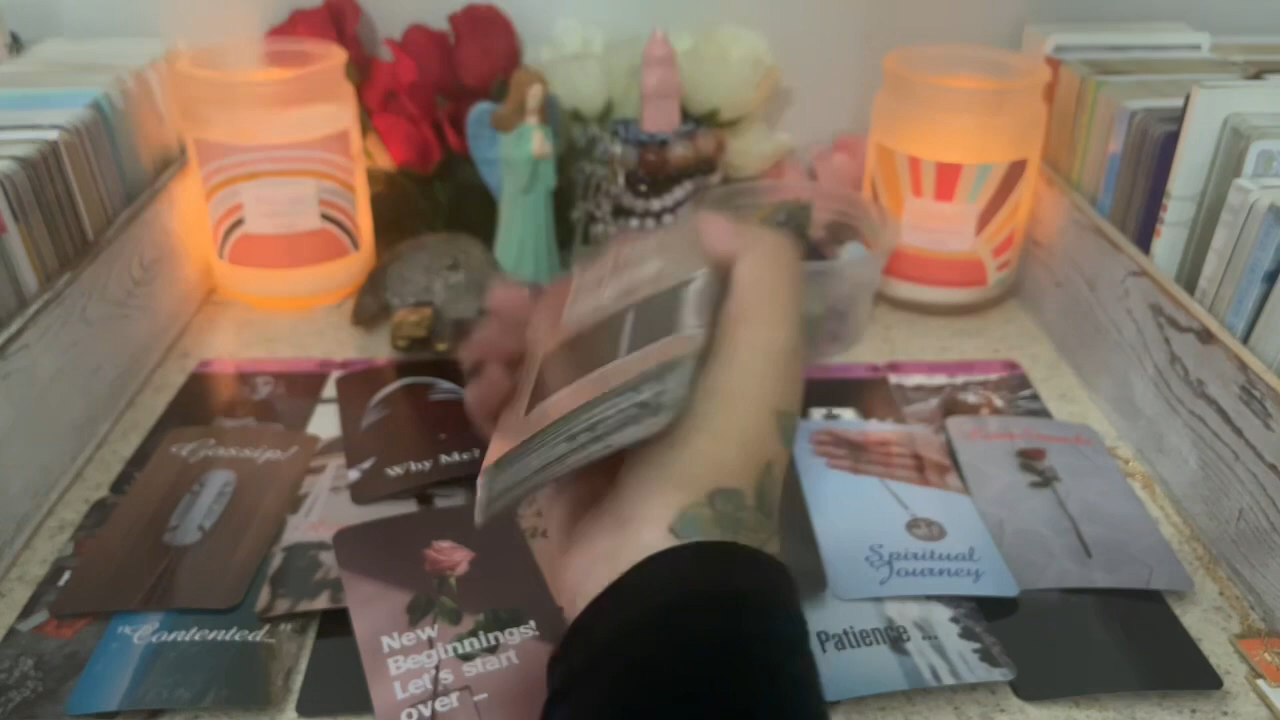 Gossip!
Why Me?
"Contented..."
New
Beginnings!
Let's start
over –
Spiritual
Journey
Patience ...